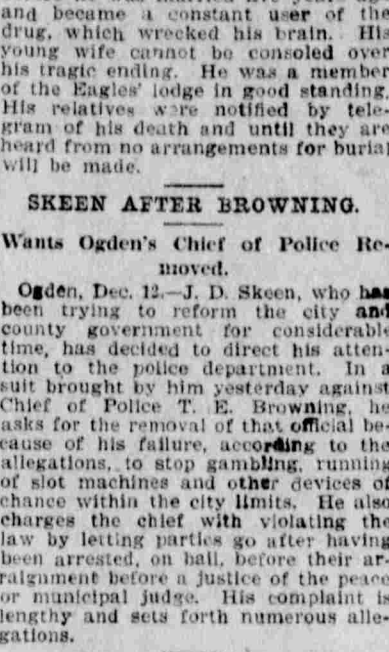 and became a constant user of the
drug, which wrecked his brain. His
young wife cannot be consoled over
his tragic ending. He was a member
of the Eagles' lodge in good standing.
His relatives were notified by tele-
gram of his death and until they are
heard from no arrangements for burial
will be made.
SKEEN AFTER BROWNING.
Wants Ogden's Chief of Police Re-
moved.
Ogden, Dec. 12.—J. D. Skeen, who has
been trying to reform the city and
county government for considerable
time, has decided to direct his atten-
tion to the police department. In a
suit brought by him yesterday against
Chief of Police T. E. Browning, he
asks for the removal of that official be-
cause of his failure, according to the
allegations, to stop gambling, running
of slot machines and other devices of
chance within the city limits. He also
charges the chief with violating the
law by letting parties go after having
been arrested, on bail, before their ar-
raignment before a justice of the peace
or municipal judge. His complaint is
lengthy and sets forth numerous alle-
gations.